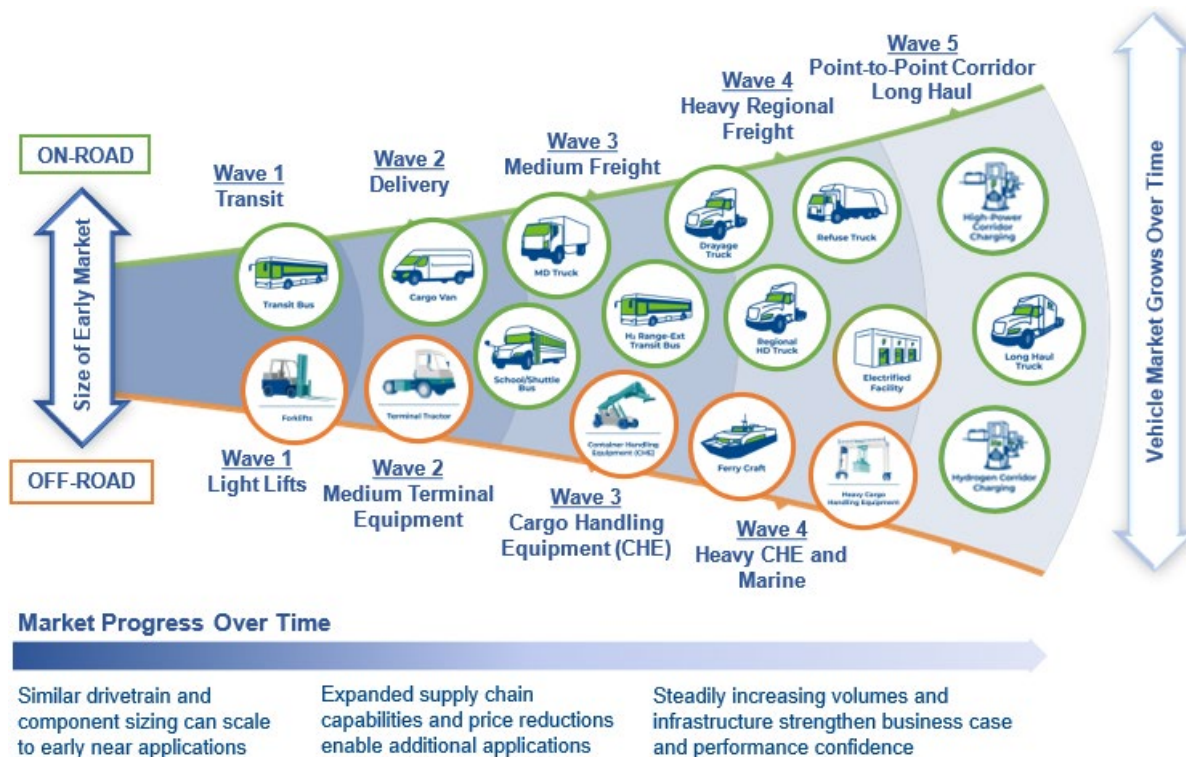 Wave 5
Point-to-Point Corridor
Long Haul
Wave 4
Heavy Regional
Freight
Wave 3
Medium Freight
Wave 2
Delivery
Wave 1
Transit
ON-ROAD
Size of Early Market
OFF-ROAD
Vehicle Market Grows Over Time
Transit Bus
Cargo Van
MD Truck
Drayage
Truck
Refuse Truck
High-Power
Corridor
Charging
School/Shuttle
Bus
H₂ Range-Ext
Transit Bus
Regional
HD Truck
Electrified
Facility
Long Haul
Truck
Forklifts
Terminal Tractor
Container Handling
Equipment (CHE)
Ferry Craft
Heavy Cargo
Handling Equipment
Hydrogen Corridor
Charging
Wave 1
Light Lifts
Wave 2
Medium Terminal
Equipment
Wave 3
Cargo Handling
Equipment (CHE)
Wave 4
Heavy CHE and
Marine
Market Progress Over Time
Similar drivetrain and
component sizing can scale
to early near applications
Expanded supply chain
capabilities and price reductions
enable additional applications
Steadily increasing volumes and
infrastructure strengthen business case
and performance confidence